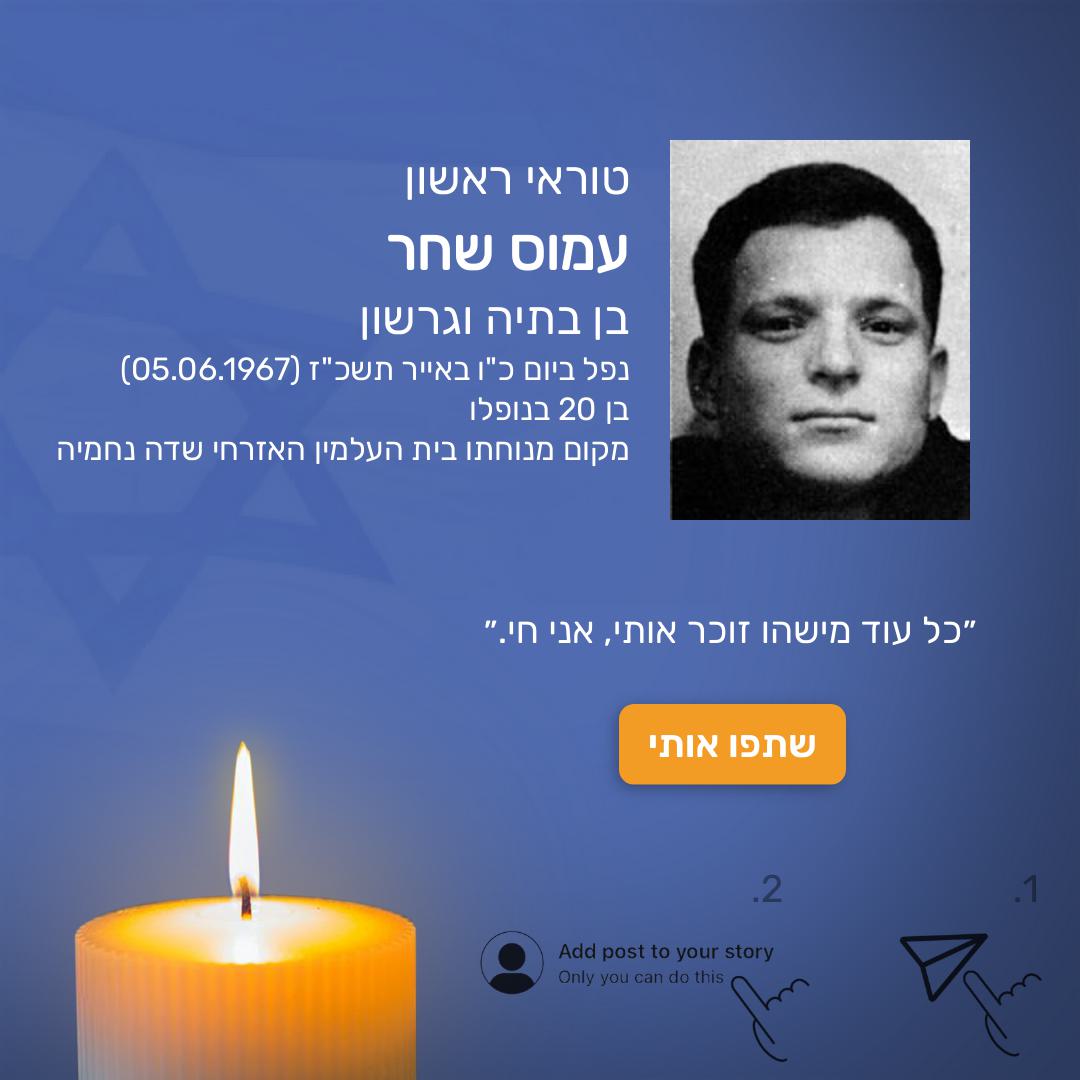 טוראי ראשון
עמוס שחר
בן בתיה וגרשון
נפל ביום כ"ו באייר תשכ"ז (05.06.1967)
בן 20 בנופלו
מקום מנוחתו בית העלמין האזרחי שדה נחמיה
״כל עוד מישהו זוכר אותי, אני חי.״
שתפו אותי
1.
2.
Add post to your story
Only you can do this